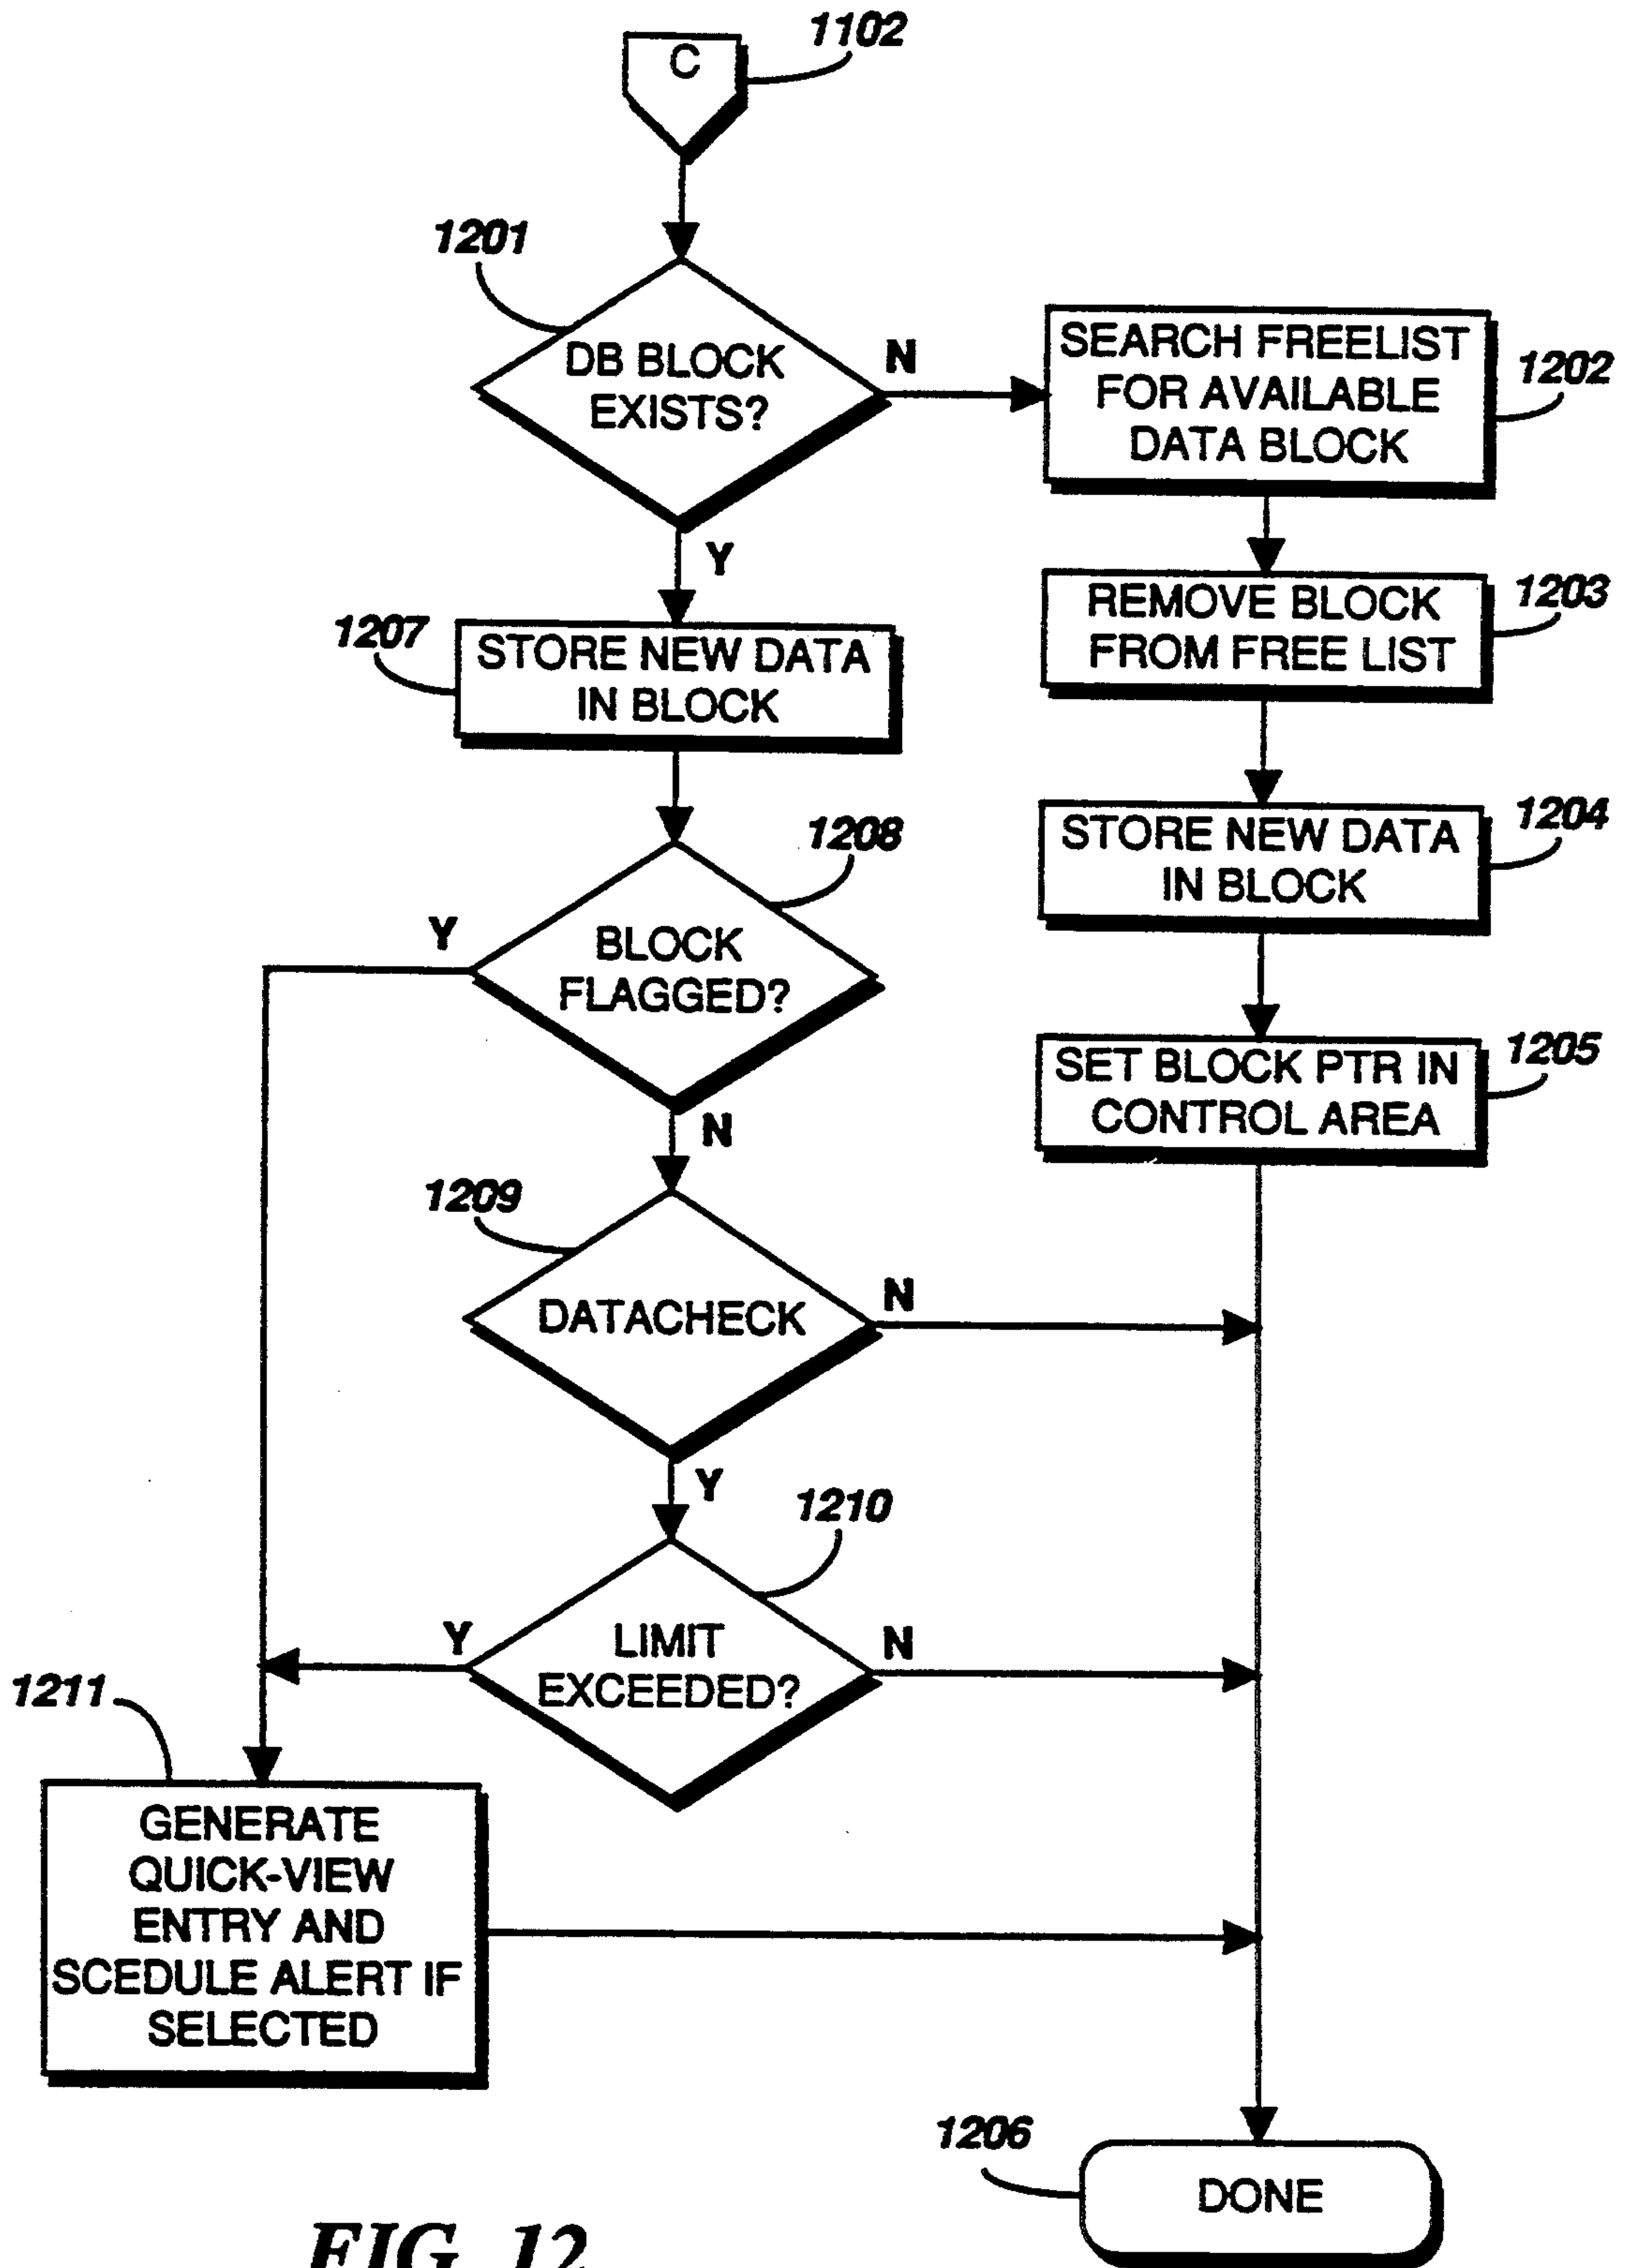 1102
C
1201
DB BLOCK
EXISTS?
N
Y
SEARCH FREELIST
FOR AVAILABLE
DATA BLOCK
1202
REMOVE BLOCK
FROM FREE LIST
1203
STORE NEW DATA
IN BLOCK
1204
SET BLOCK PTR IN
CONTROL AREA
1205
1207
STORE NEW DATA
IN BLOCK
1208
BLOCK
FLAGGED?
Y
N
1209
DATACHECK
N
Y
1210
LIMIT
EXCEEDED?
Y
N
1211
GENERATE
QUICK-VIEW
ENTRY AND
SCEDULE ALERT IF
SELECTED
1206
DONE
FIG. 12